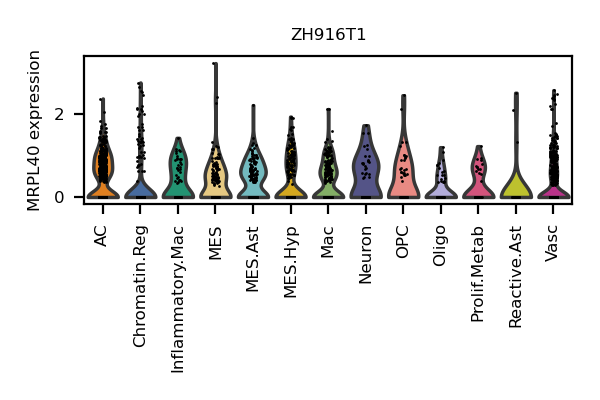 ZH916T1
MRPL40 expression
2
0
AC
Chromatin.Reg
Inflammatory.Mac
MES
MES.Ast
MES.Hyp
Mac
Neuron
OPC
Oligo
Prolif.Metab
Reactive.Ast
Vasc